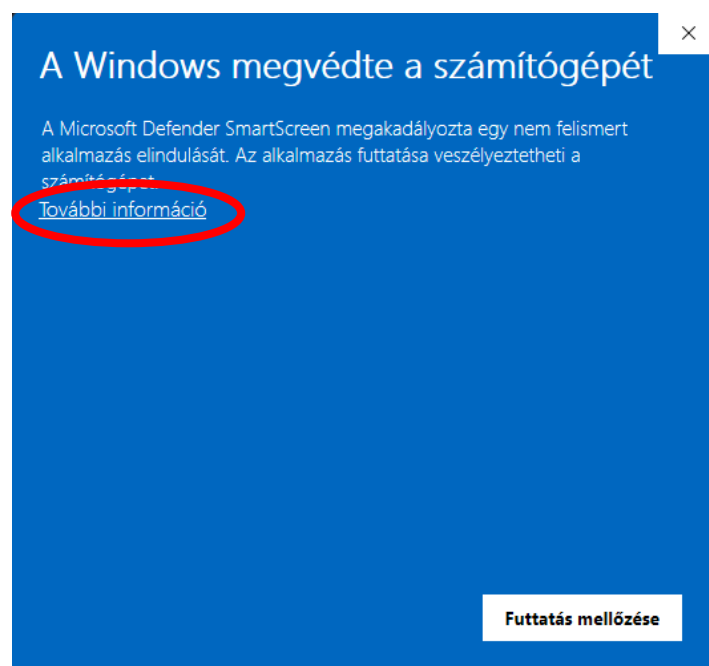 A Windows megvédte a számítógépét
A Microsoft Defender SmartScreen megakadályozta egy nem felismert
alkalmazás elindulását. Az alkalmazás futtatása veszélyeztetheti a
számítógépet.
További információ
Futtatás mellőzése